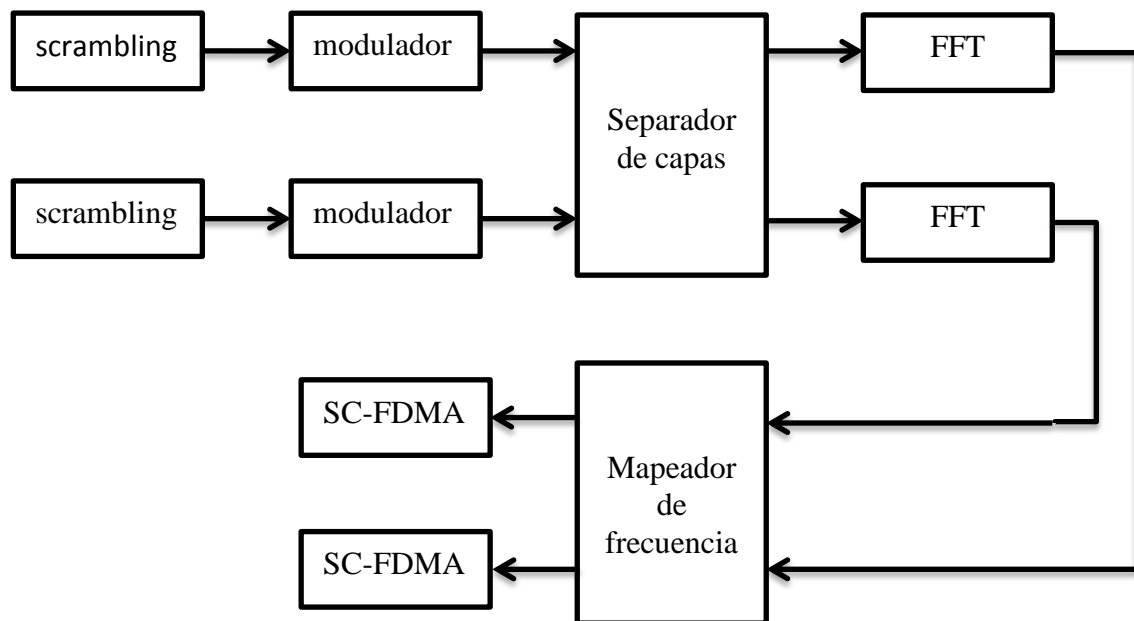 scrambling
modulador
Separador
de capas
FFT
scrambling
modulador
FFT
SC-FDMA
Mapeador
de
frecuencia
SC-FDMA